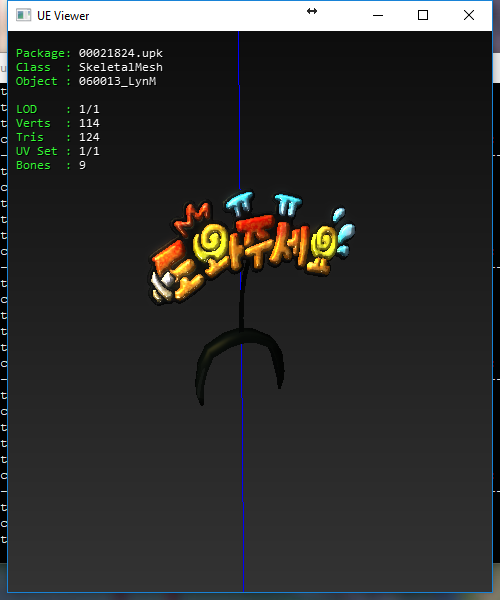 UE Viewer
Package: 00021824.upk
Class : SkeletalMesh
Object : 060013_LynM
LOD : 1/1
Verts : 114
Tris : 124
UV Set : 1/1
Bones : 9
ㅠ ㅠ
도와주세요